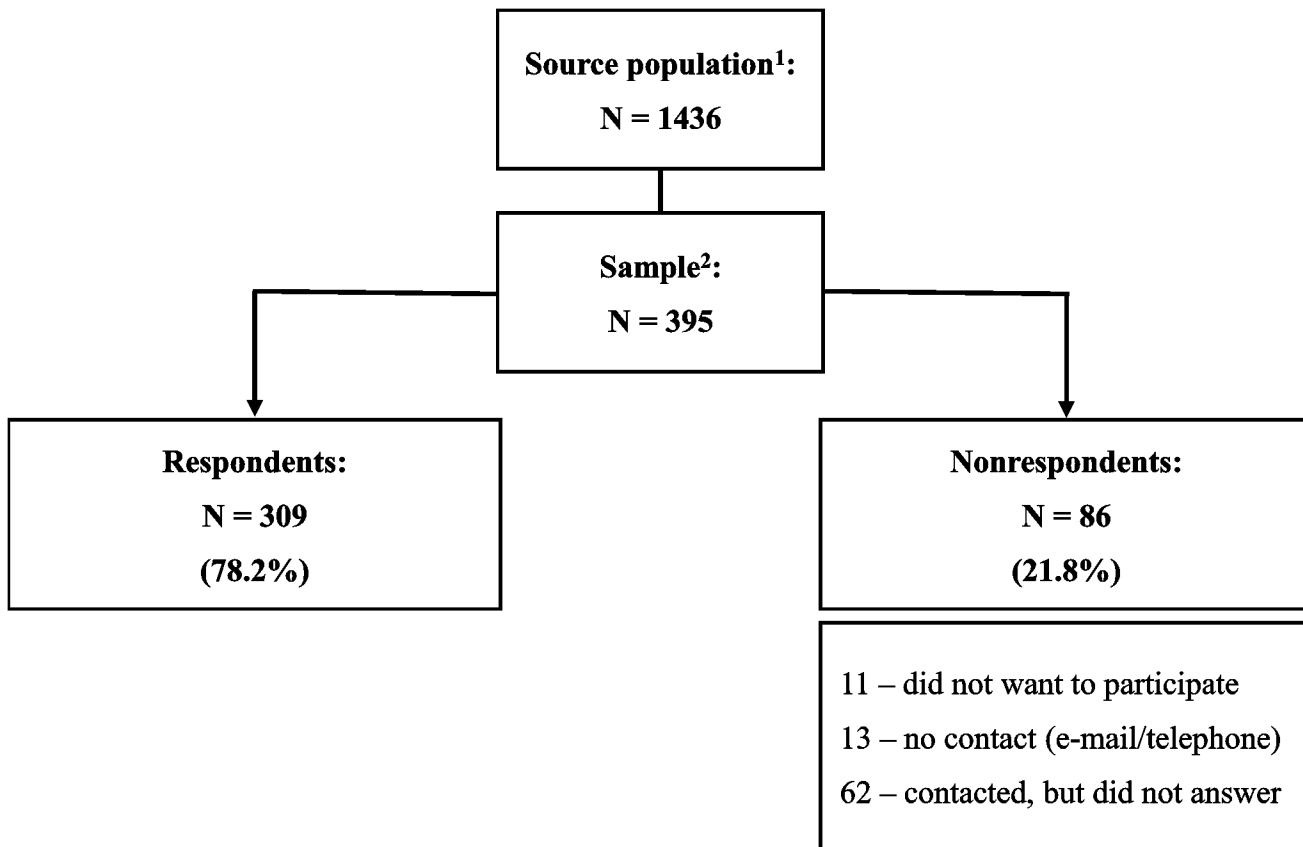 Source population¹:
N = 1436
Sample²:
N = 395
Respondents:
N = 309
(78.2%)
Nonrespondents:
N = 86
(21.8%)
11 – did not want to participate
13 – no contact (e-mail/telephone)
62 – contacted, but did not answer